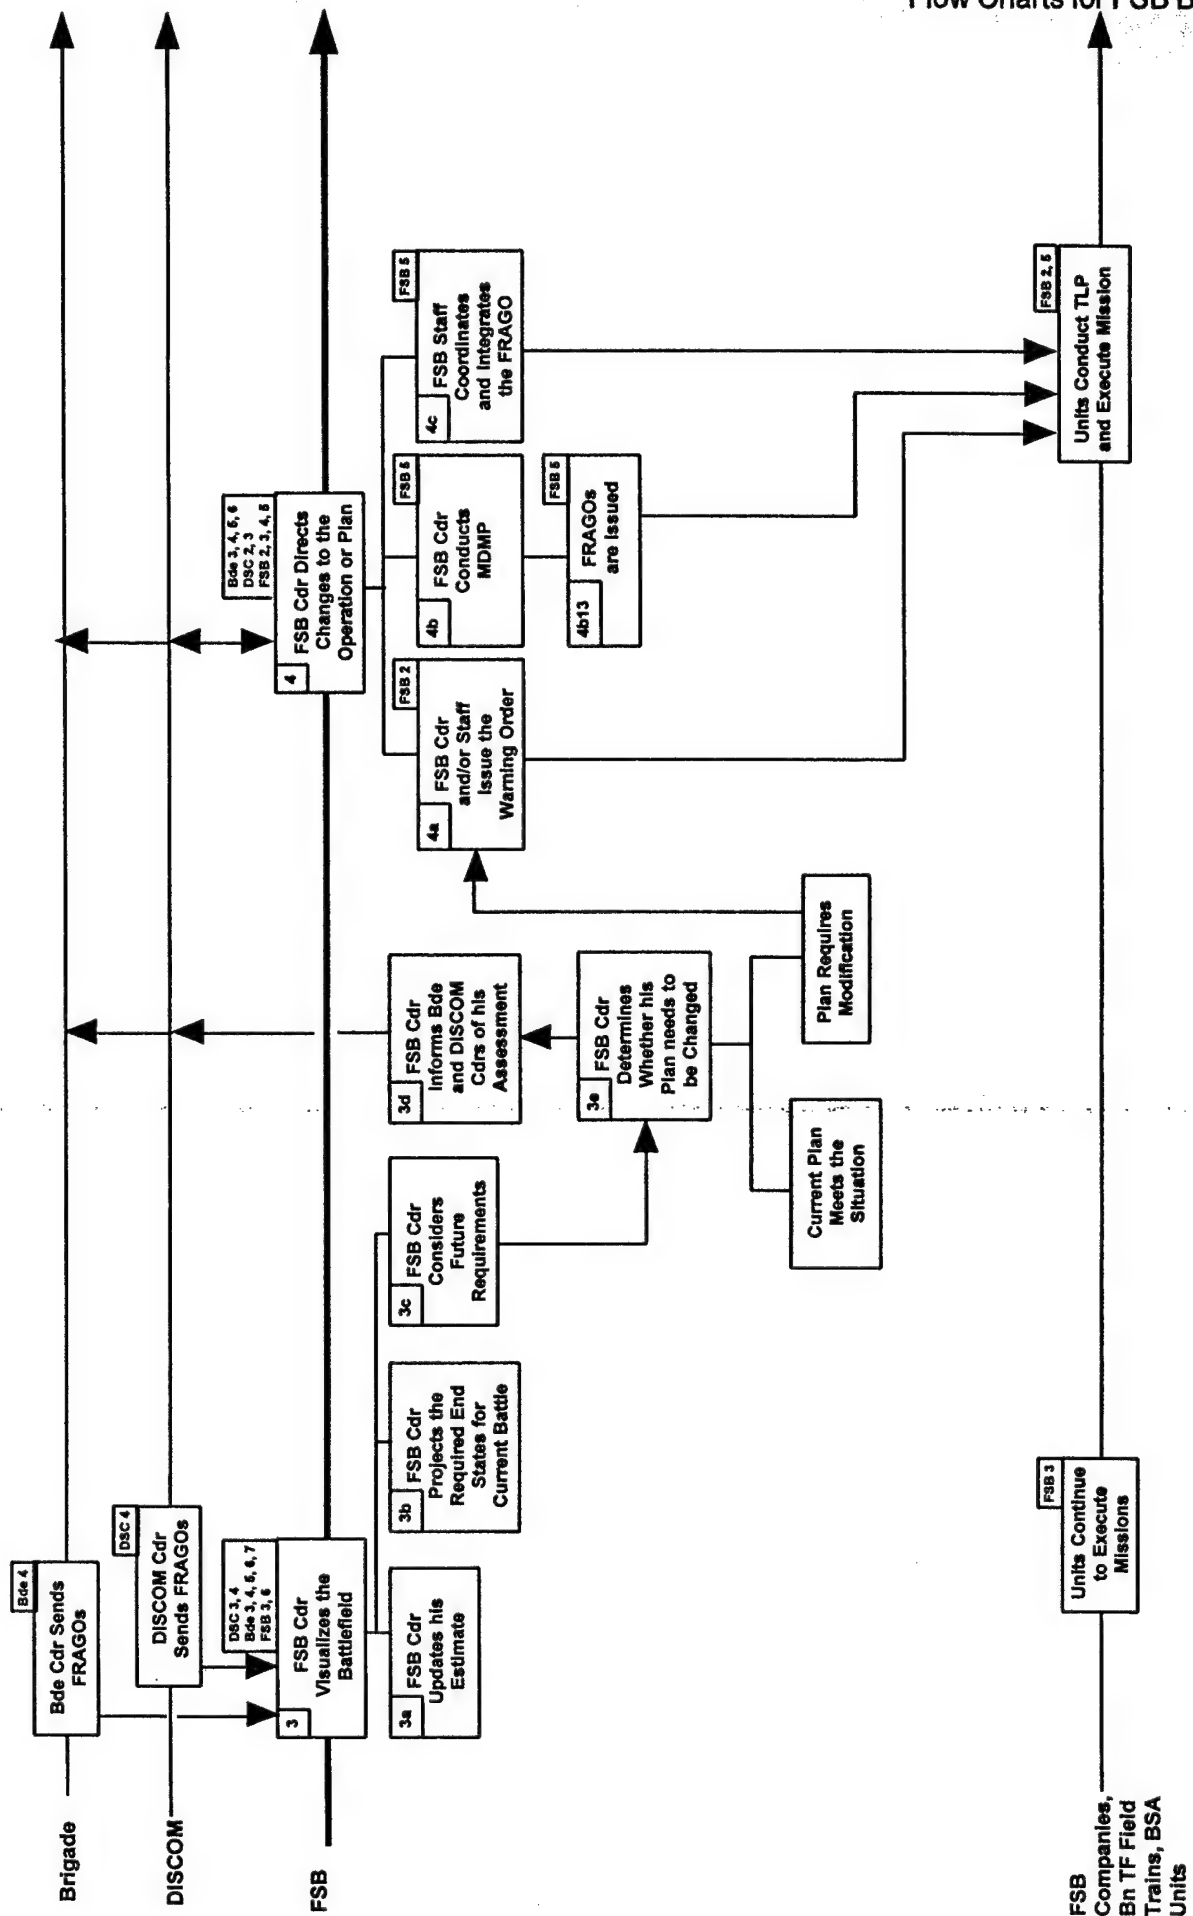 Flow Charts for FSB B
Brigade
Bde 4
Bde Cdr Sends
FRAGOs
DISCOM
DSC 4
DISCOM Cdr
Sends FRAGOs
FSB
DSC 3, 4
Bde 3, 4, 5, 6, 7
FSB 3, 6
3
FSB Cdr
Visualizes the
Battlefield
3a
FSB Cdr
Updates his
Estimate
3b
FSB Cdr
Projects the
Required End
States for
Current Battle
3c
FSB Cdr
Considers
Future
Requirements
3d
FSB Cdr
Informs Bde
and DISCOM
Cdrs of his
Assessment
3e
FSB Cdr
Determines
Whether his
Plan needs to
be Changed
Current Plan
Meets the
Situation
Plan Requires
Modification
Bde 3, 4, 5, 6
DSC 2, 3
FSB 2, 3, 4, 5
4
FSB Cdr Directs
Changes to the
Operation or Plan
FSB 2
4a
FSB Cdr
and/or Staff
Issue the
Warning Order
FSB 5
4b
FSB Cdr
Conducts
MDMP
FSB 5
4b13
FRAGOs
are Issued
FSB 5
4c
FSB Staff
Coordinates
and Integrates
the FRAGO
FSB
Companies,
Bn TF Field
Trains, BSA
Units
FSB 3
Units Continue
to Execute
Missions
FSB 2, 5
Units Conduct TLP
and Execute Mission